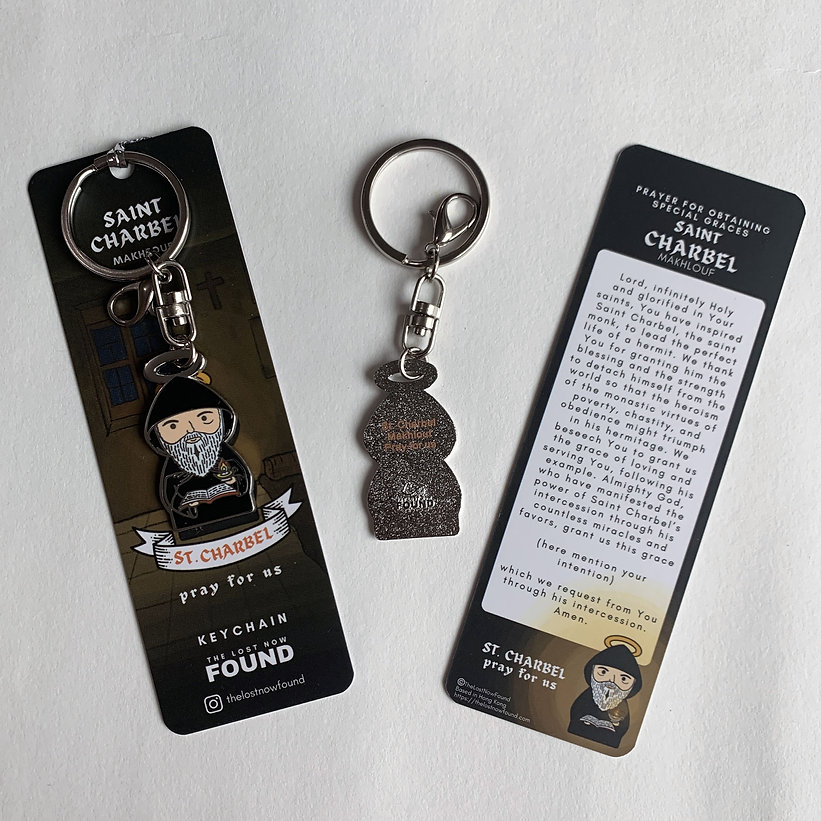 SAINT
CHARBEL
MAKHLOUF
ST. CHARBEL
pray for us
KEYCHAIN
THE LOST NOW
FOUND
thelostnowfound
St. Charbel
Makhlouf
Pray for us
FOUND
PRAYER FOR OBTAINING
SPECIAL GRACES
SAINT
CHARBEL
MAKHLOUF
Lord, infinitely Holy
and glorified in Your
saints, You have inspired
Saint Charbel, the saint
monk, to lead the perfect
life of a hermit. We thank
You for granting him the
blessing and the strength
to detach himself from the
world so that the heroism
of the monastic virtues of
poverty, chastity, and
obedience might triumph
in his hermitage. We
beseech You to grant us
the grace of loving and
serving You, following his
example. Almighty God,
who have manifested the
power of Saint Charbel's
intercession through his
countless miracles and
favors, grant us this grace
(here mention your
intention)
which we request from You
through his intercession.
Amen.
ST. CHARBEL
pray for us
©TheLostNowFound
Based in Hong Kong
https://thelostnowfound.com